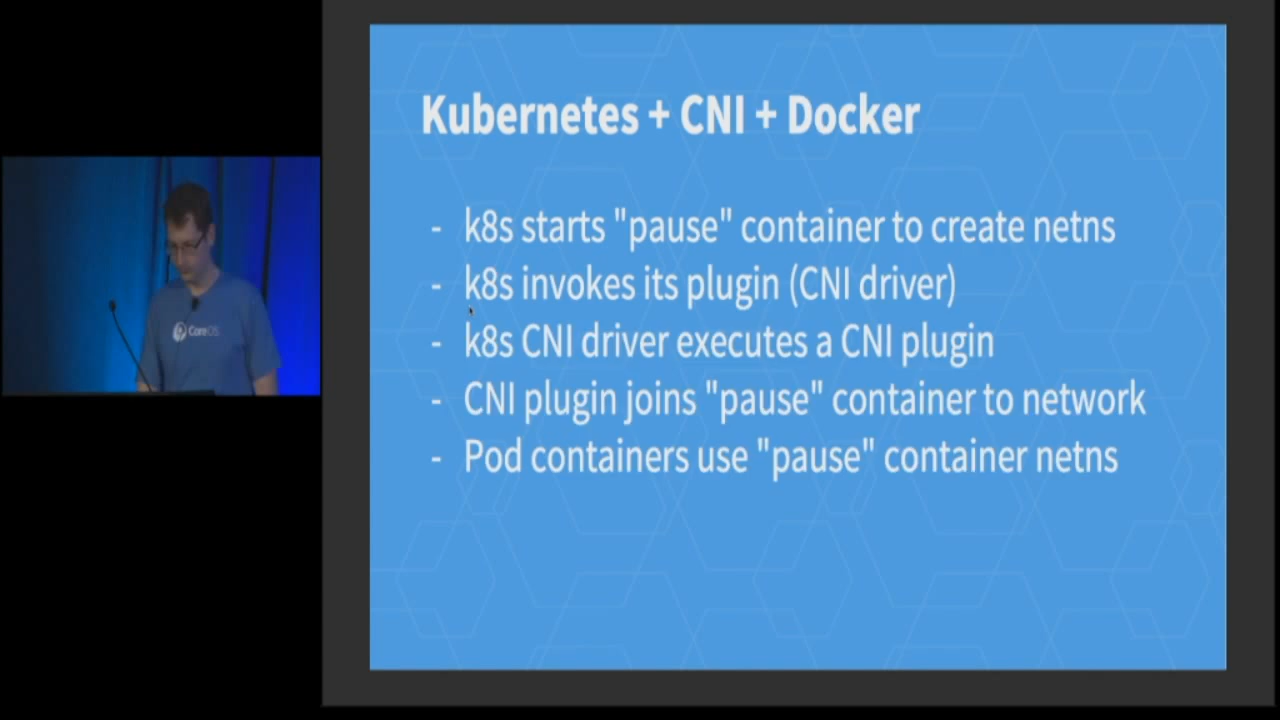 Kubernetes + CNI + Docker
- k8s starts "pause" container to create netns
- k8s invokes its plugin (CNI driver)
- k8s CNI driver executes a CNI plugin
- CNI plugin joins "pause" container to network
- Pod containers use "pause" container netns
CoreOS